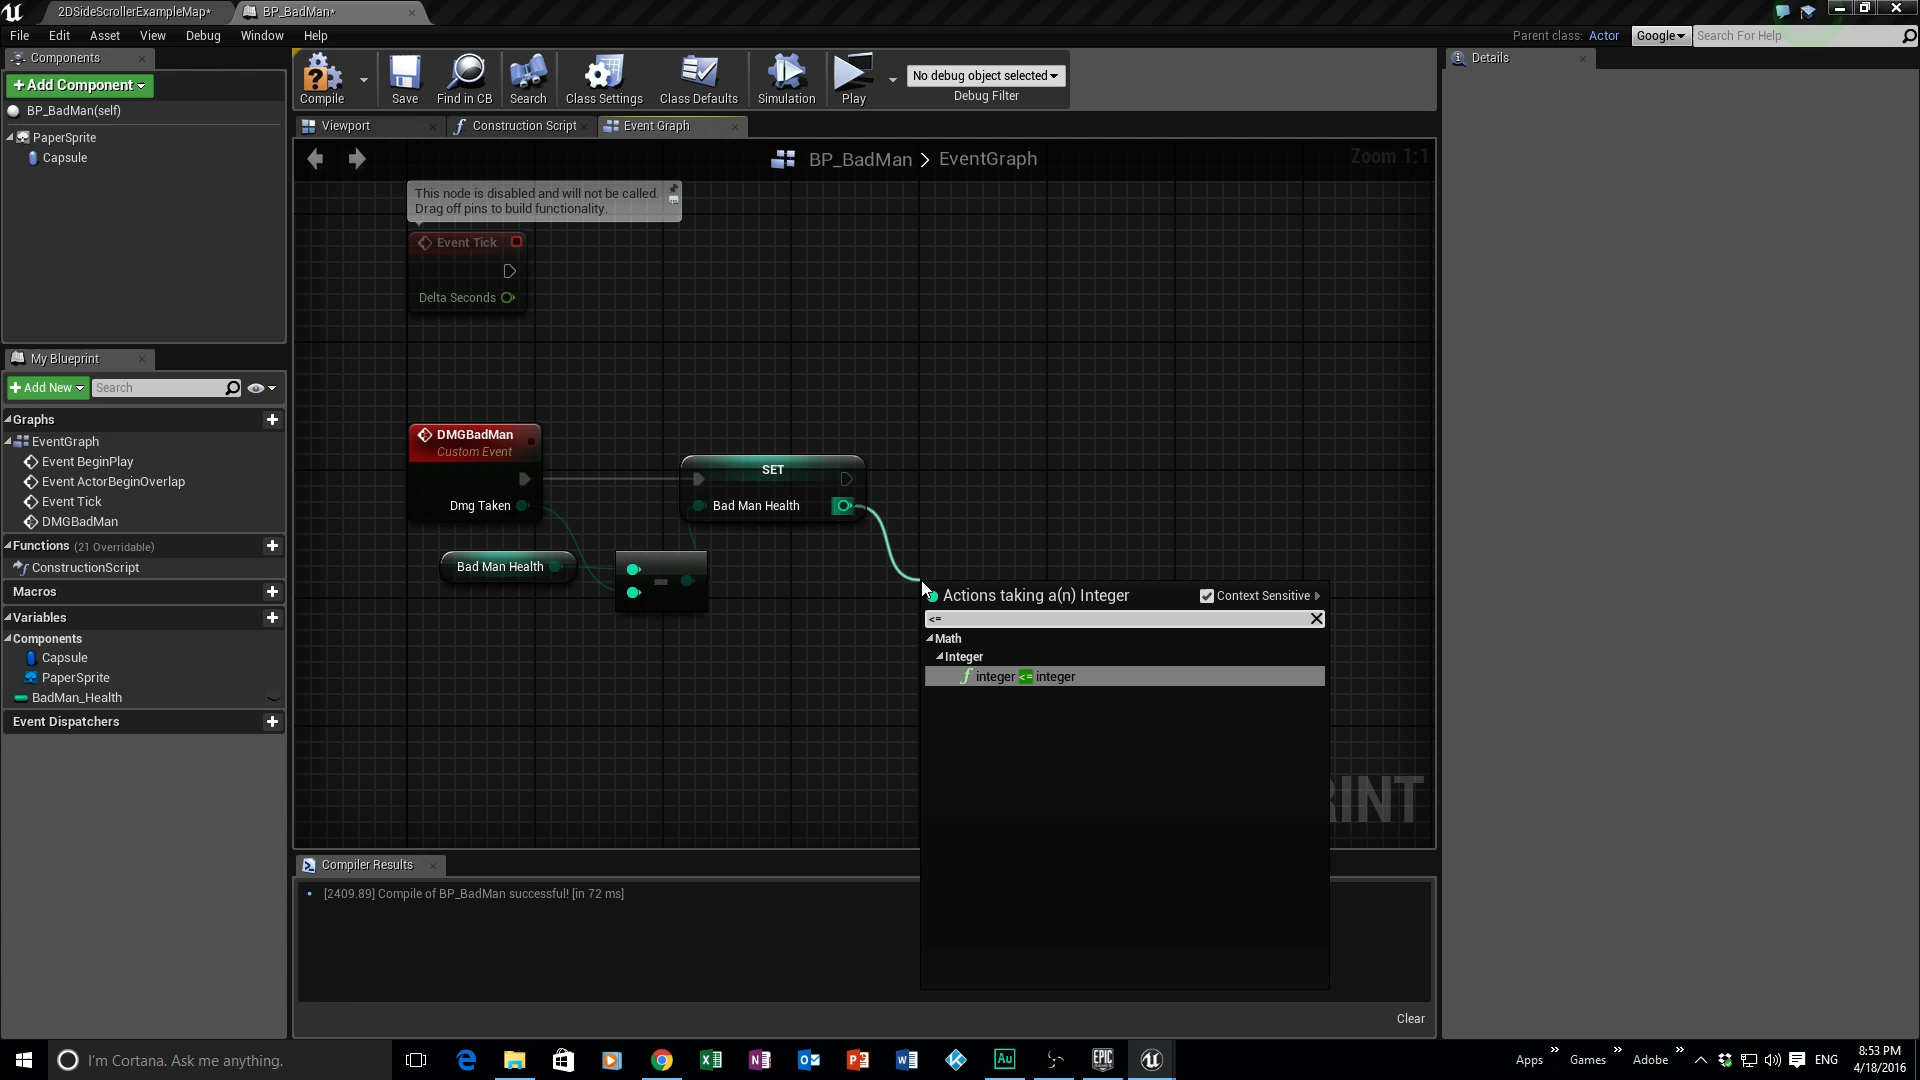 2DSideScrollerExampleMap*
BP_BadMan*
File Edit Asset View Debug Window Help
Parent class: Actor
Google
Search For Help
Components
+Add Component
BP_BadMan(self)
PaperSprite
Capsule
Compile
Save
Find in CB
Search
Class Settings
Class Defaults
Simulation
Play
No debug object selected
Debug Filter
Details
Viewport
Construction Script
Event Graph
BP_BadMan > EventGraph
Zoom 1:1
This node is disabled and will not be called.
Drag off pins to build functionality.
Event Tick
Delta Seconds
My Blueprint
+Add New
Search
Graphs
EventGraph
Event BeginPlay
Event ActorBeginOverlap
Event Tick
DMGBadMan
Functions (21 Overridable)
ConstructionScript
Macros
Variables
Components
Capsule
PaperSprite
BadMan_Health
Event Dispatchers
DMGBadMan
Custom Event
Dmg Taken
SET
Bad Man Health
Bad Man Health
Actions taking a(n) Integer
Context Sensitive
<=
Math
Integer
integer <= integer
RINT
Compiler Results
[2409.89] Compile of BP_BadMan successful! [in 72 ms]
Clear
I'm Cortana. Ask me anything.
Au
EPIC
Apps
Games
Adobe
ENG
8:53 PM
4/18/2016